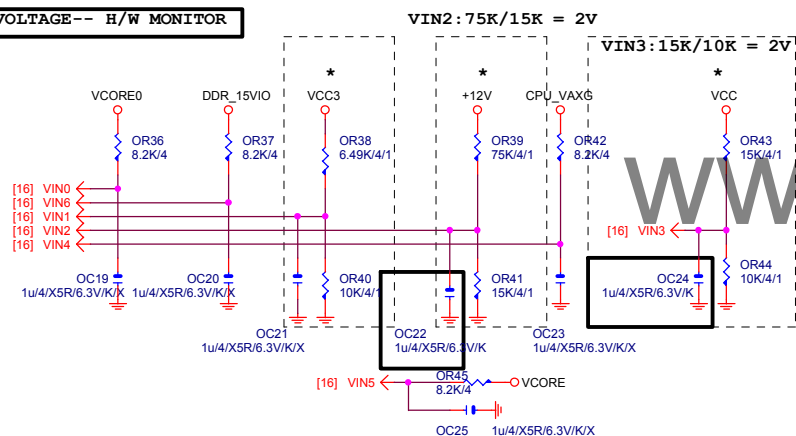 VOLTAGE-- H/W MONITOR
VIN2:75K/15K = 2V
VIN3:15K/10K = 2V
* * *
VCORE0 DDR_15VIO VCC3 +12V CPU_VAXG VCC
OR36 8.2K/4
OR37 8.2K/4
OR38 6.49K/4/1
OR39 75K/4/1
OR42 8.2K/4
OR43 15K/4/1
WW
[16] VIN0
[16] VIN6
[16] VIN1
[16] VIN2
[16] VIN4
[16] VIN3
OC19 1u/4/X5R/6.3V/K/X
OC20 1u/4/X5R/6.3V/K/X
OR40 10K/4/1
OR41 15K/4/1
OC24 1u/4/X5R/6.3V/K
OR44 10K/4/1
OC21 1u/4/X5R/6.3V/K/X
OC22 1u/4/X5R/6.3V/K
OC23 1u/4/X5R/6.3V/K/X
[16] VIN5
OR45 8.2K/4
VCORE
OC25 1u/4/X5R/6.3V/K/X